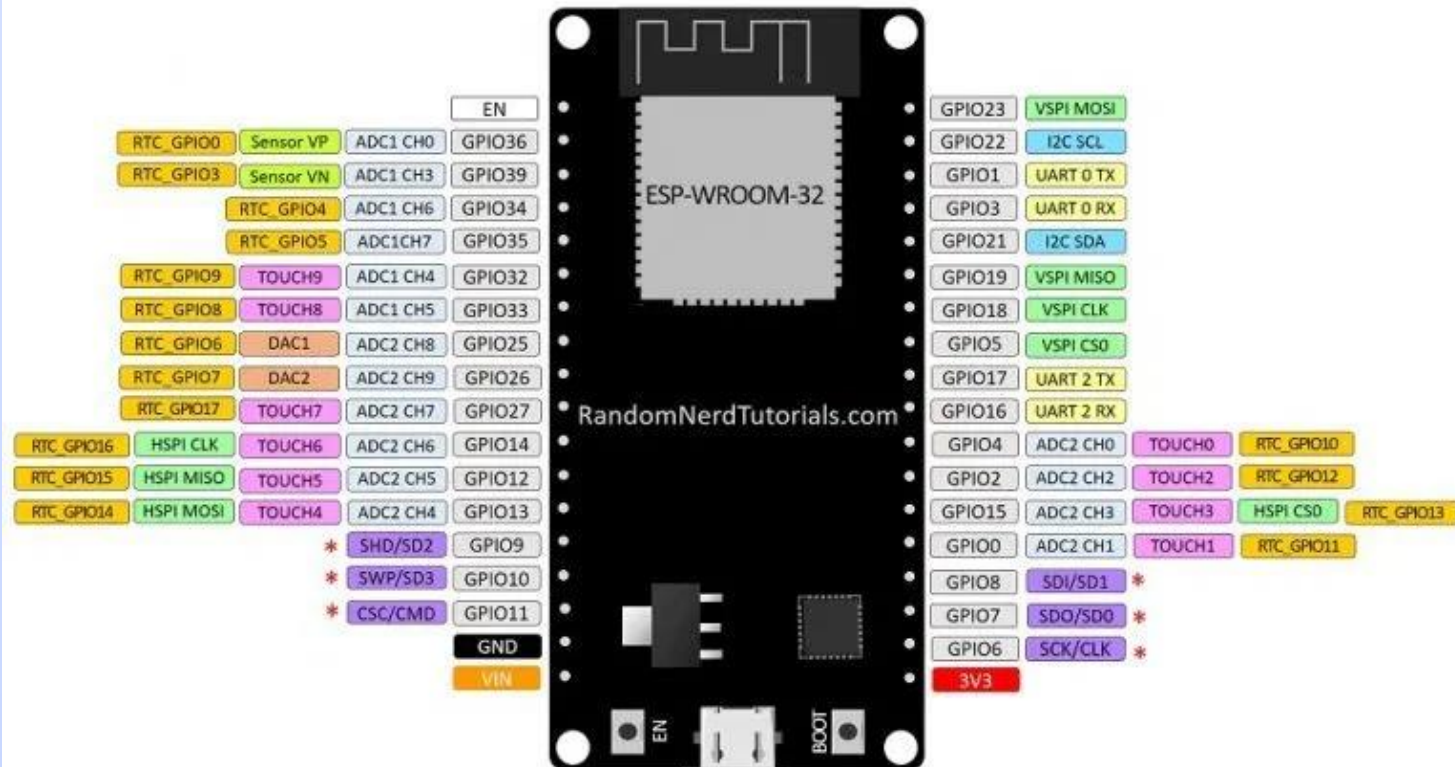 EN GPIO23 VSPI MOSI
RTC_GPIO0 Sensor VP ADC1 CH0 GPIO36 GPIO22 I2C SCL
RTC_GPIO3 Sensor VN ADC1 CH3 GPIO39 GPIO1 UART 0 TX
RTC_GPIO4 ADC1 CH6 GPIO34 GPIO3 UART 0 RX
ESP-WROOM-32
RTC_GPIO5 ADC1CH7 GPIO35 GPIO21 I2C SDA
RTC_GPIO9 TOUCH9 ADC1 CH4 GPIO32 GPIO19 VSPI MISO
RTC_GPIO8 TOUCH8 ADC1 CH5 GPIO33 GPIO18 VSPI CLK
RTC_GPIO6 DAC1 ADC2 CH8 GPIO25 GPIO5 VSPI CS0
RTC_GPIO7 DAC2 ADC2 CH9 GPIO26 GPIO17 UART 2 TX
RTC_GPIO17 TOUCH7 ADC2 CH7 GPIO27 GPIO16 UART 2 RX
RandomNerdTutorials.com
RTC_GPIO16 HSPI CLK TOUCH6 ADC2 CH6 GPIO14 GPIO4 ADC2 CH0 TOUCH0 RTC_GPIO10
RTC_GPIO15 HSPI MISO TOUCH5 ADC2 CH5 GPIO12 GPIO2 ADC2 CH2 TOUCH2 RTC_GPIO12
RTC_GPIO14 HSPI MOSI TOUCH4 ADC2 CH4 GPIO13 GPIO15 ADC2 CH3 TOUCH3 HSPI CS0 RTC_GPIO13
* SHD/SD2 GPIO9 GPIO0 ADC2 CH1 TOUCH1 RTC_GPIO11
* SWP/SD3 GPIO10 GPIO8 SDI/SD1 *
* CSC/CMD GPIO11 GPIO7 SDO/SD0 *
GND GPIO6 SCK/CLK *
VIN 3V3
EN BOOT